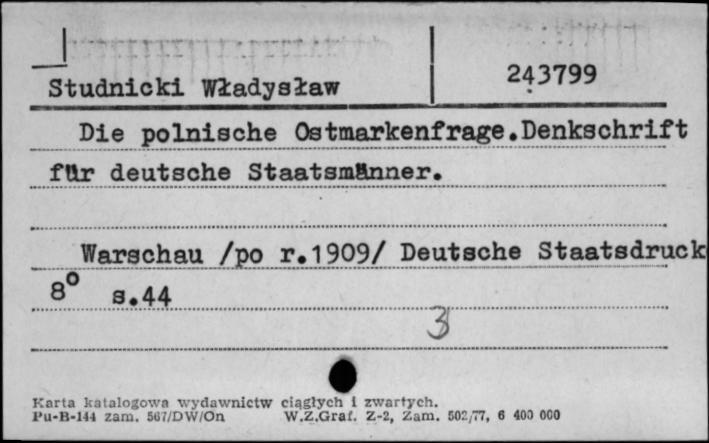 Studnicki Władysław 243799
Die polnische Ostmarkenfrage.Denkschrift
für deutsche Staatsmänner.
Warschau /po r.1909/ Deutsche Staatsdruck
8° s.44
3
Karta katalogowa wydawnictw ciągłych i zwartych.
Pu-B-144 zam. 567/DW/On W.Z.Graf. Z-2, Zam. 502/77, 6 400 000